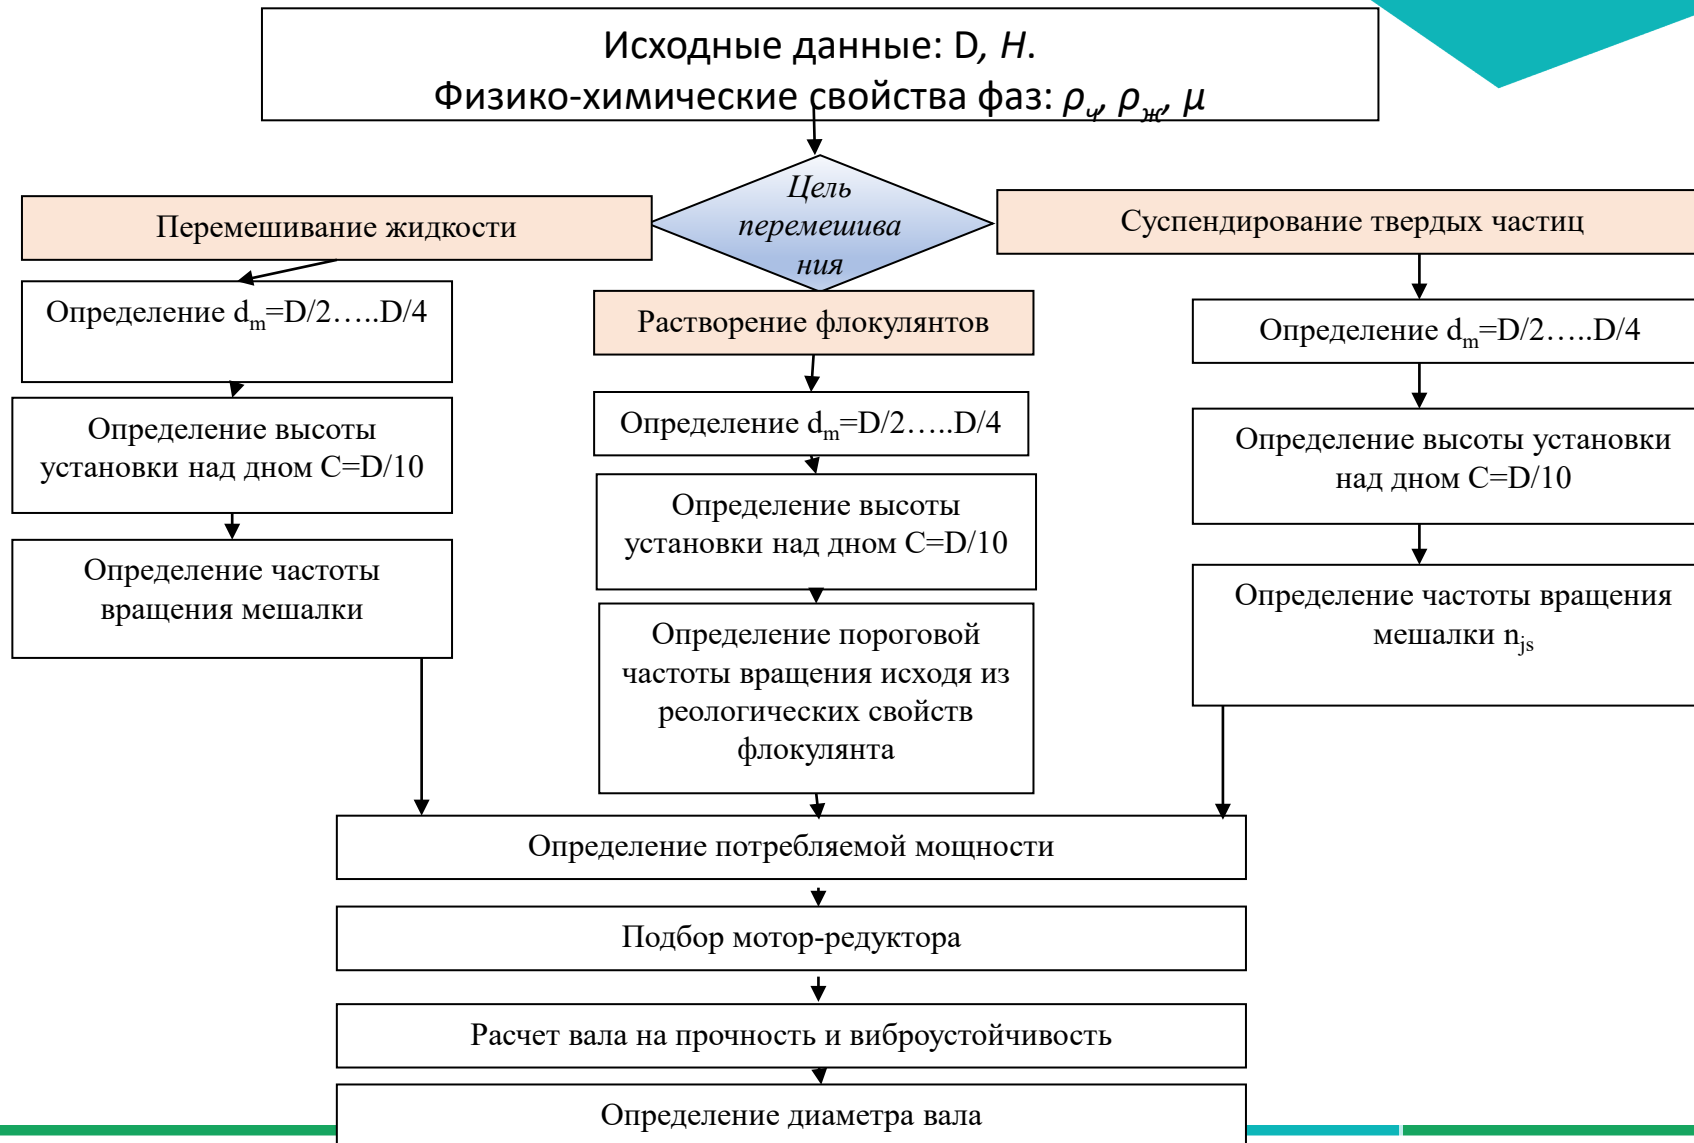 Исходные данные: D, H.
Физико-химические свойства фаз: ρч, ρж, μ
Цель
перемешива
ния
Перемешивание жидкости
Определение dm=D/2…..D/4
Определение высоты
установки над дном C=D/10
Определение частоты
вращения мешалки
Растворение флокулянтов
Определение dm=D/2…..D/4
Определение высоты
установки над дном C=D/10
Определение пороговой
частоты вращения исходя из
реологических свойств
флокулянта
Суспендирование твердых частиц
Определение dm=D/2…..D/4
Определение высоты установки
над дном C=D/10
Определение частоты вращения
мешалки njs
Определение потребляемой мощности
Подбор мотор-редуктора
Расчет вала на прочность и виброустойчивость
Определение диаметра вала